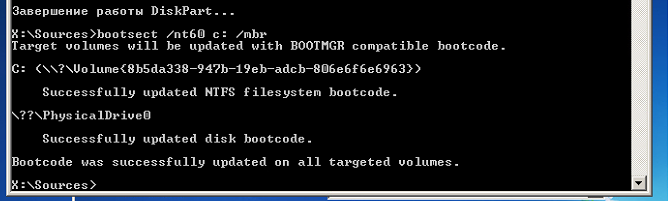 Завершение работы DiskPart...
X:\Sources>bootsect /nt60 c: /mbr
Target volumes will be updated with BOOTMGR compatible bootcode.
C: (\\?\Volume{8b5da338-947b-19eb-adcb-806e6f6e6963})
Successfully updated NTFS filesystem bootcode.
\??\PhysicalDrive0
Successfully updated disk bootcode.
Bootcode was successfully updated on all targeted volumes.
X:\Sources>